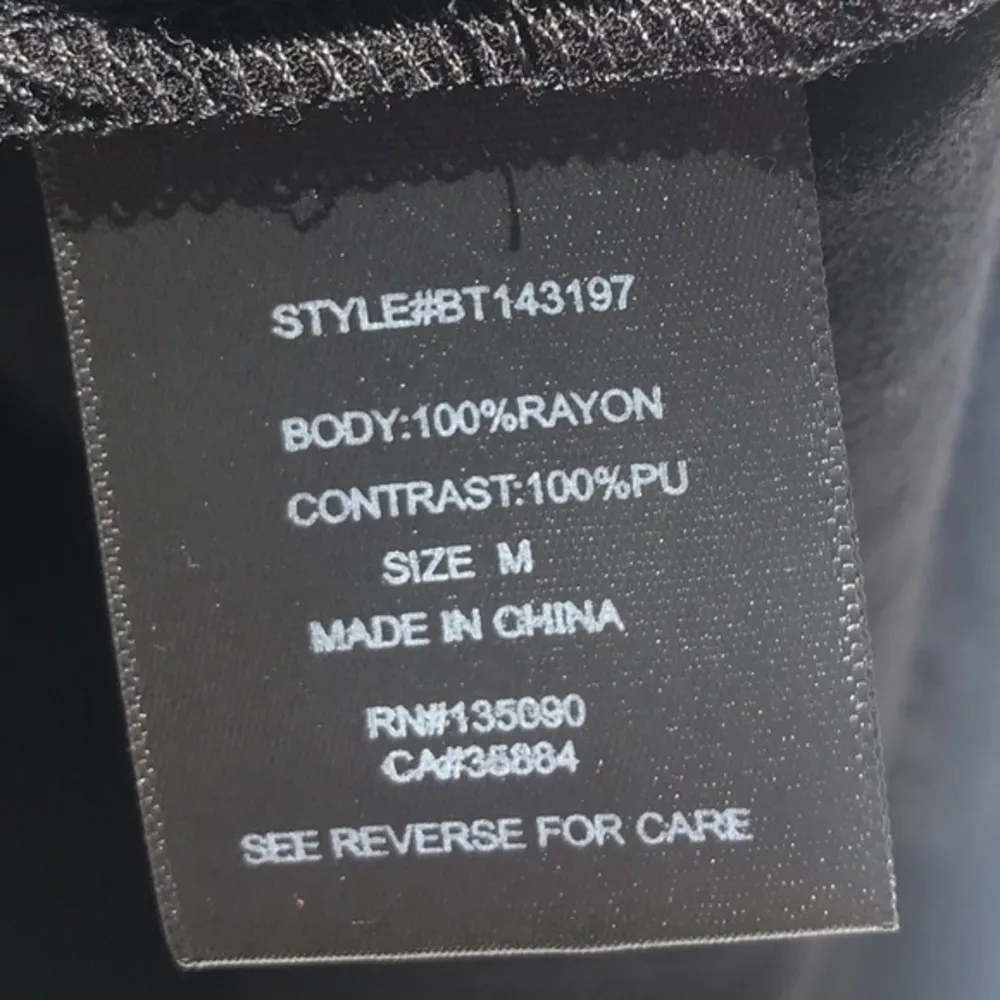 STYLE#BT143197
BODY:100%RAYON
CONTRAST:100%PU
SIZE M
MADE IN CHINA
RN#135090
CA#35884
SEE REVERSE FOR CARE